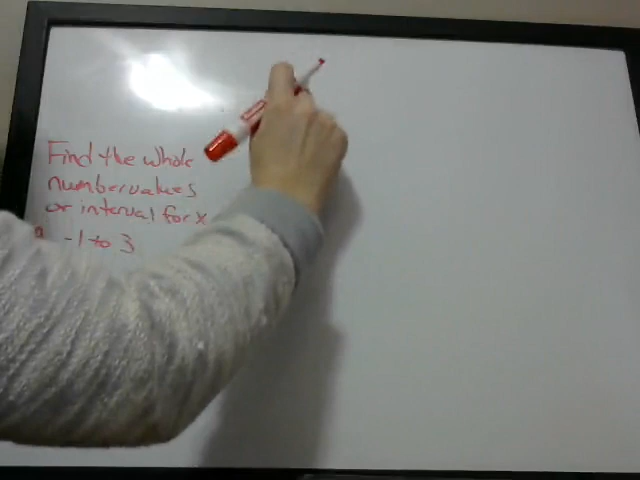 Find the whole
number values
or interval for x
-1 to 3